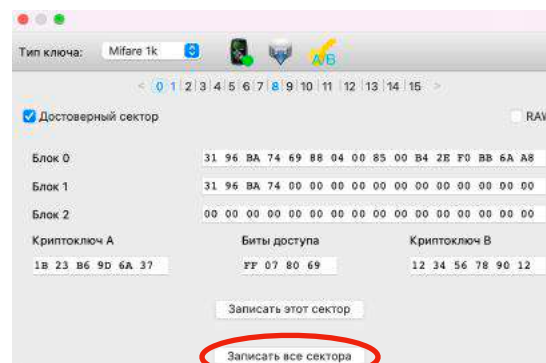 Тип ключа: Mifare 1k A/B
< 0 1 2 3 4 5 6 7 8 9 10 11 12 13 14 15 >
Достоверный сектор RAW
Блок 0 31 96 BA 74 69 88 04 00 85 00 B4 2E F0 BB 6A A8
Блок 1 31 96 BA 74 00 00 00 00 00 00 00 00 00 00 00 00
Блок 2 00 00 00 00 00 00 00 00 00 00 00 00 00 00 00 00
Криптоключ A Биты доступа Криптоключ B
1B 23 B6 9D 6A 37 FF 07 80 69 12 34 56 78 90 12
Записать этот сектор
Записать все сектора